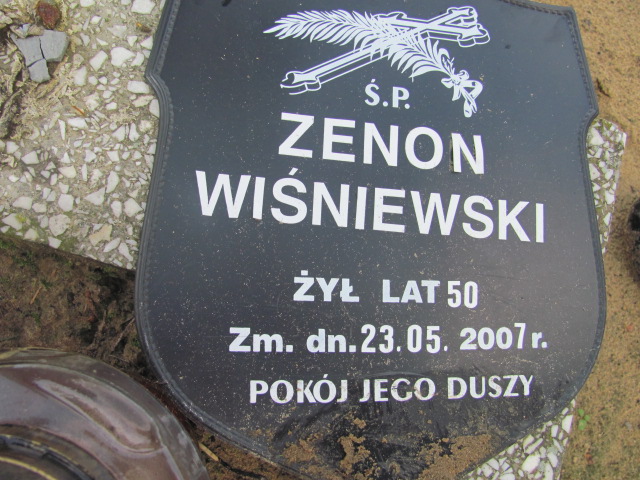 Ś.P.
ZENON
WIŚNIEWSKI
ŻYŁ LAT 50
Zm. dn. 23.05. 2007 r.
POKÓJ JEGO DUSZY